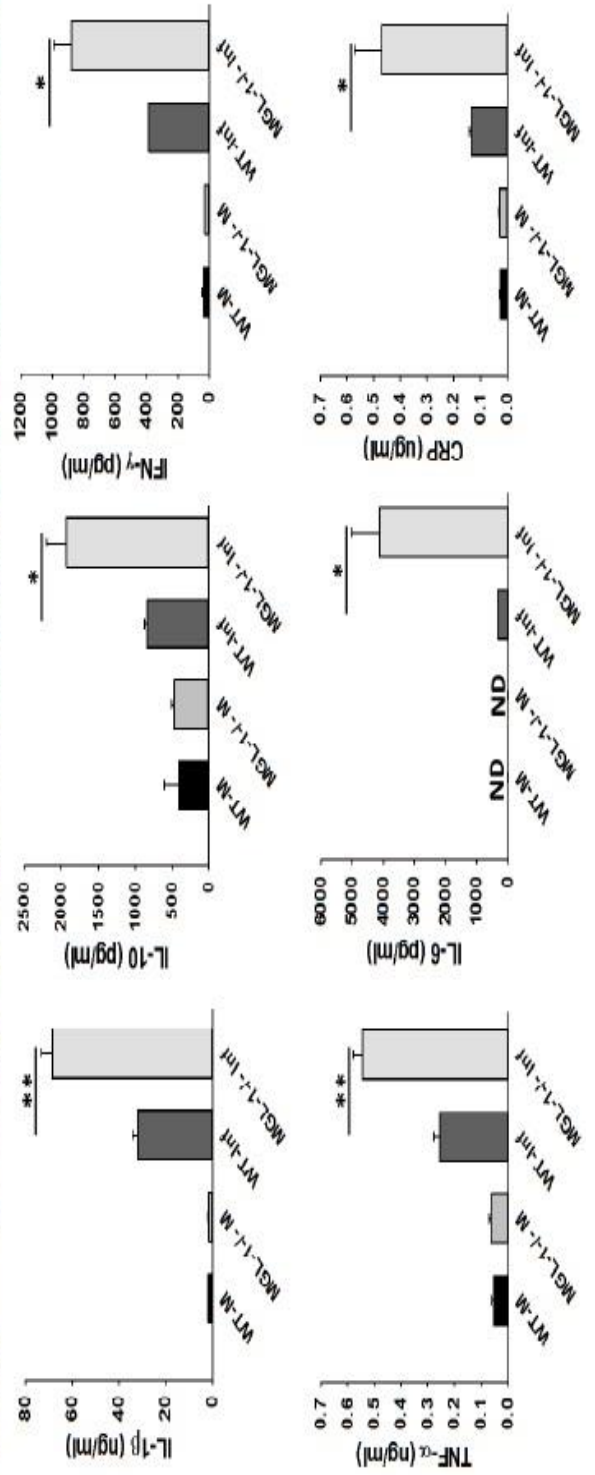 IL-1β (ng/ml)
80
60
40
20
0
**
WT-M
MGL-1-/- M
WT-Inf
MGL-1-/- Inf
IL-10 (pg/ml)
2500
2000
1500
1000
500
0
*
WT-M
MGL-1-/- M
WT-Inf
MGL-1-/- Inf
IFN-γ (pg/ml)
1200
1000
800
600
400
200
0
*
WT-M
MGL-1-/- M
WT-Inf
MGL-1-/- Inf
TNF-α (ng/ml)
0.7
0.6
0.5
0.4
0.3
0.2
0.1
0.0
**
WT-M
MGL-1-/- M
WT-Inf
MGL-1-/- Inf
IL-6 (pg/ml)
6000
5000
4000
3000
2000
1000
0
*
ND ND
WT-M
MGL-1-/- M
WT-Inf
MGL-1-/- Inf
CRP (ug/ml)
0.7
0.6
0.5
0.4
0.3
0.2
0.1
0.0
*
WT-M
MGL-1-/- M
WT-Inf
MGL-1-/- Inf